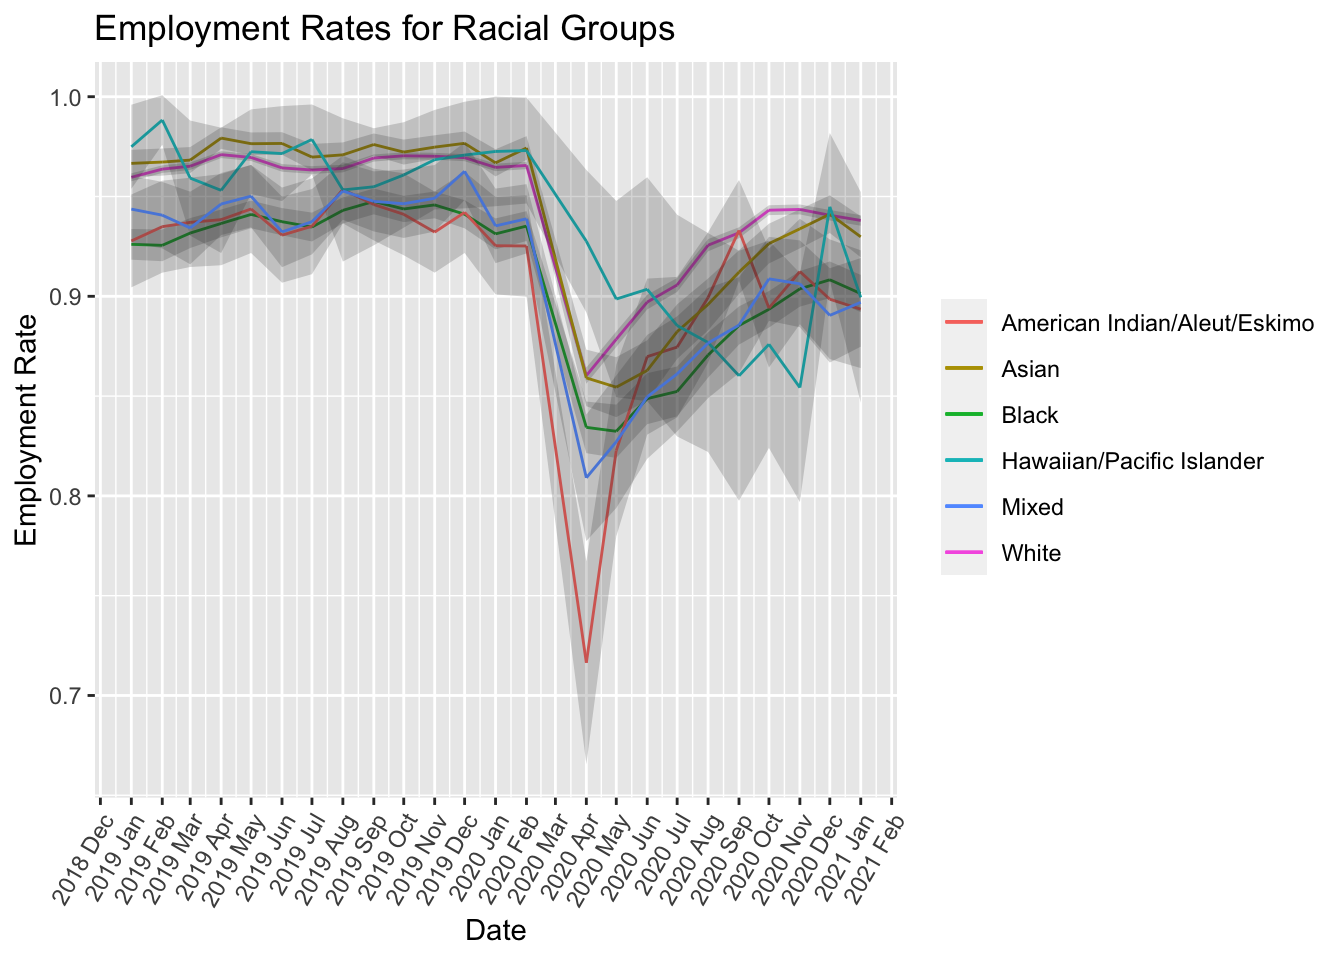 Employment Rates for Racial Groups
Employment Rate
1.0
0.9
0.8
0.7
2018 Dec
2019 Jan
2019 Feb
2019 Mar
2019 Apr
2019 May
2019 Jun
2019 Jul
2019 Aug
2019 Sep
2019 Oct
2019 Nov
2019 Dec
2020 Jan
2020 Feb
2020 Mar
2020 Apr
2020 May
2020 Jun
2020 Jul
2020 Aug
2020 Sep
2020 Oct
2020 Nov
2020 Dec
2021 Jan
2021 Feb
Date
American Indian/Aleut/Eskimo
Asian
Black
Hawaiian/Pacific Islander
Mixed
White